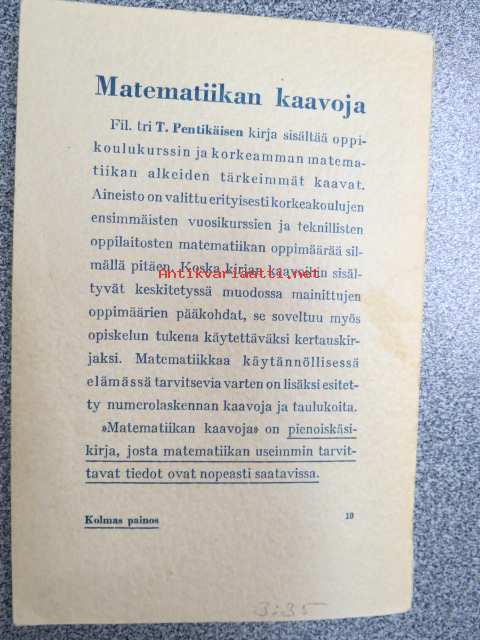 Matematiikan kaavoja
Fil. tri T. Pentikäisen kirja sisältää oppi-
koulukurssin ja korkeamman matema-
tiikan alkeiden tärkeimmät kaavat.
Aineisto on valittu erityisesti korkeakoulujen
ensimmäisten vuosikurssien ja teknillisten
oppilaitosten matematiikan oppimäärää sil-
mällä pitäen. Koska kirjan kaavoihin sisäl-
Antikvariaatti.net
tyvät keskitetyssä muodossa mainittujen
oppimäärien pääkohdat, se soveltuu myös
opiskelun tukena käytettäväksi kertauskir-
jaksi. Matematiikkaa käytännöllisessä
elämässä tarvitsevia varten on lisäksi esitet-
ty numerolaskennan kaavoja ja taulukoita.
»Matematiikan kaavoja» on pienoiskäsi-
kirja, josta matematiikan useimmin tarvit-
tavat tiedot ovat nopeasti saatavissa.
Kolmas painos 10
3:35